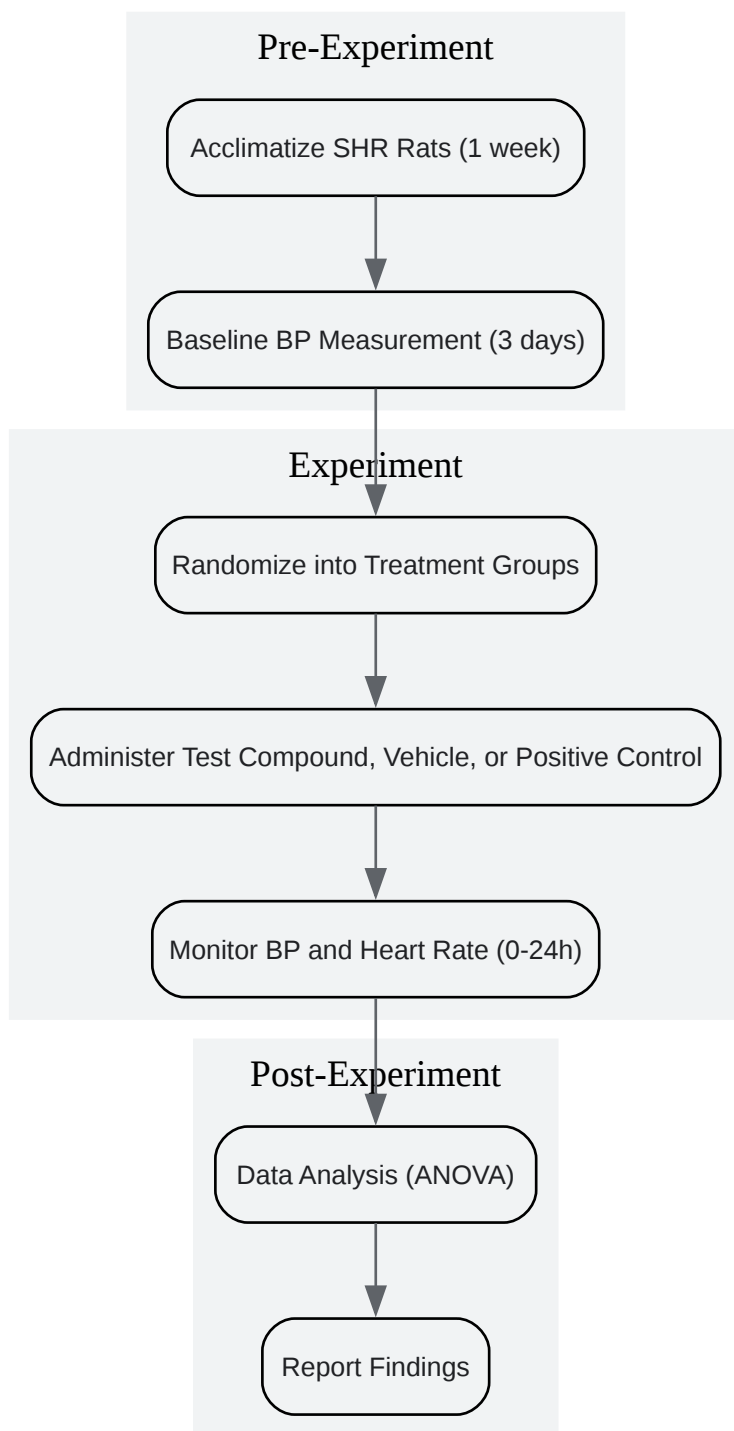 Pre-Experiment
Acclimatize SHR Rats (1 week)
Baseline BP Measurement (3 days)
Experiment
Randomize into Treatment Groups
Administer Test Compound, Vehicle, or Positive Control
Monitor BP and Heart Rate (0-24h)
Post-Experiment
Data Analysis (ANOVA)
Report Findings